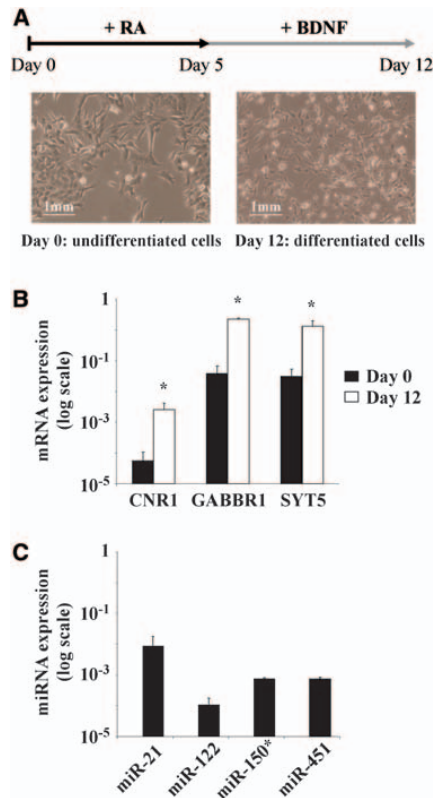 A
+ RA + BDNF
Day 0 Day 5 Day 12
1mm 1mm
Day 0: undifferentiated cells Day 12: differentiated cells
B
mRNA expression
(log scale)
1
10-1
10-3
10-5
* * *
Day 0
Day 12
CNR1 GABBR1 SYT5
C
miRNA expression
(log scale)
1
10-1
10-3
10-5
miR-21 miR-122 miR-150* miR-451